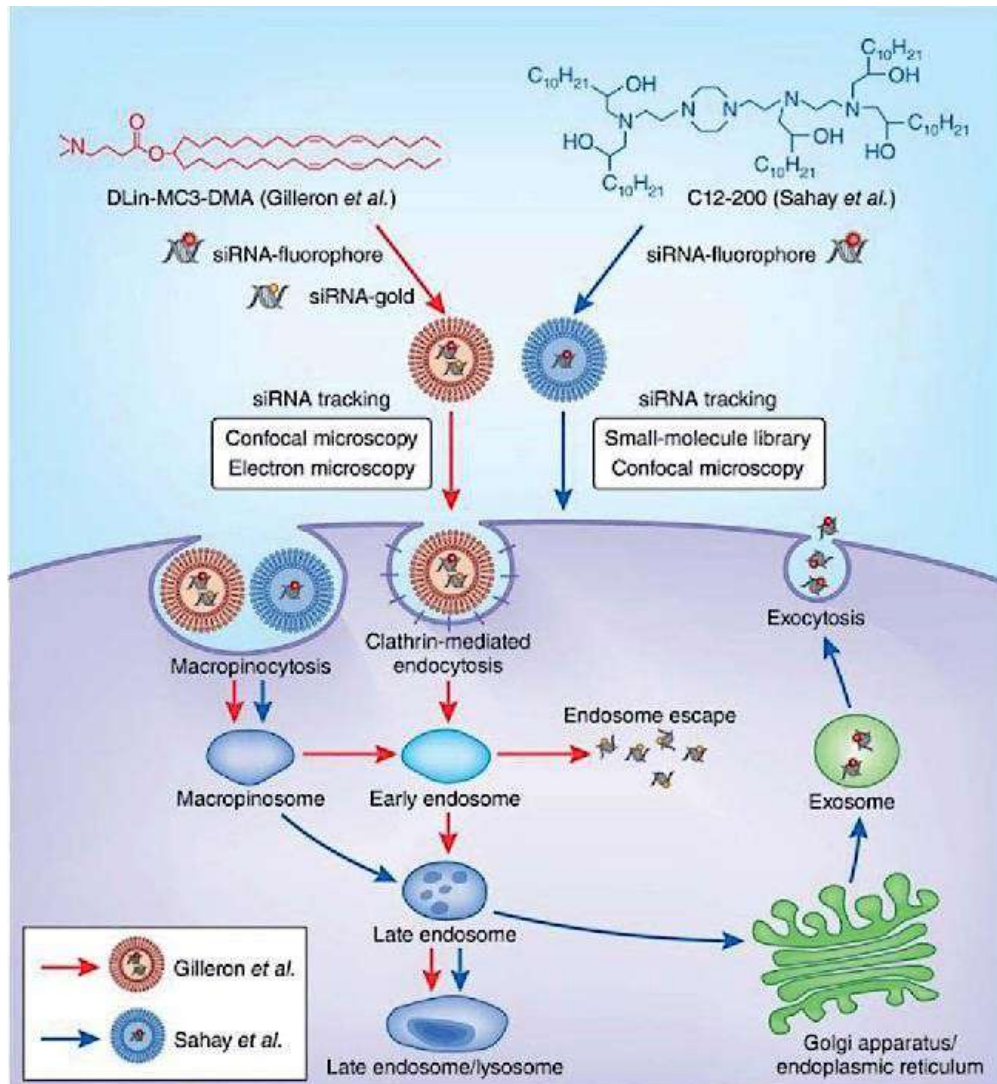 C₁₀H₂₁
OH
C₁₀H₂₁
OH
N
N
N
N
N
OH
C₁₀H₂₁
OH
C₁₀H₂₁
HO
C₁₀H₂₁
N
O
O
DLin-MC3-DMA (Gilleron et al.)
C12-200 (Sahay et al.)
siRNA-fluorophore
siRNA-gold
siRNA-fluorophore
siRNA tracking
Confocal microscopy
Electron microscopy
siRNA tracking
Small-molecule library
Confocal microscopy
Macropinocytosis
Clathrin-mediated
endocytosis
Exocytosis
Endosome escape
Macropinosome
Early endosome
Exosome
Late endosome
Late endosome/lysosome
Golgi apparatus/
endoplasmic reticulum
Gilleron et al.
Sahay et al.